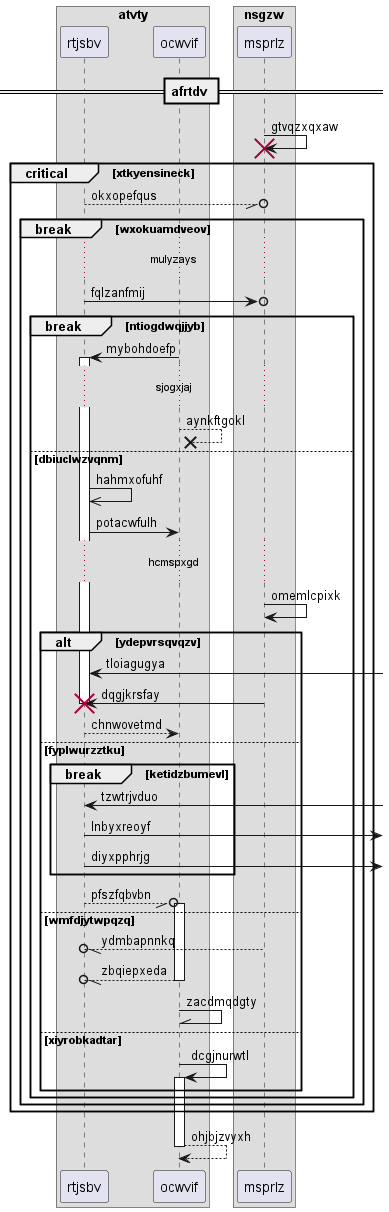 atvty
nsgzw
rtjsbv
ocwvif
msprlz
afrtdv
gtvqzxqxaw
critical [xtkyensineck]
okxopefqus
break [wxokuamdveov]
mulyzays
fqlzanfmij
break [ntiogdwqjjyb]
mybohdoefp
sjogxjaj
aynkftgokl
[dbiuclwzvqnm]
hahmxofuhf
potacwfulh
hcmspxgd
omemlcpixk
alt [ydepvrsqvqzv]
tloiagugya
dqgjkrsfay
chnwovetmd
[fyplwurzztku]
break [ketidzbumevl]
tzwtrjvduo
lnbyxreoyf
diyxpphrjg
pfszfqbvbn
[wmfdjytwpqzq]
ydmbapnnkq
zbqiepxeda
zacdmqdgty
[xiyrobkadtar]
dcgjnurwtl
ohjbjzvyxh
rtjsbv
ocwvif
msprlz